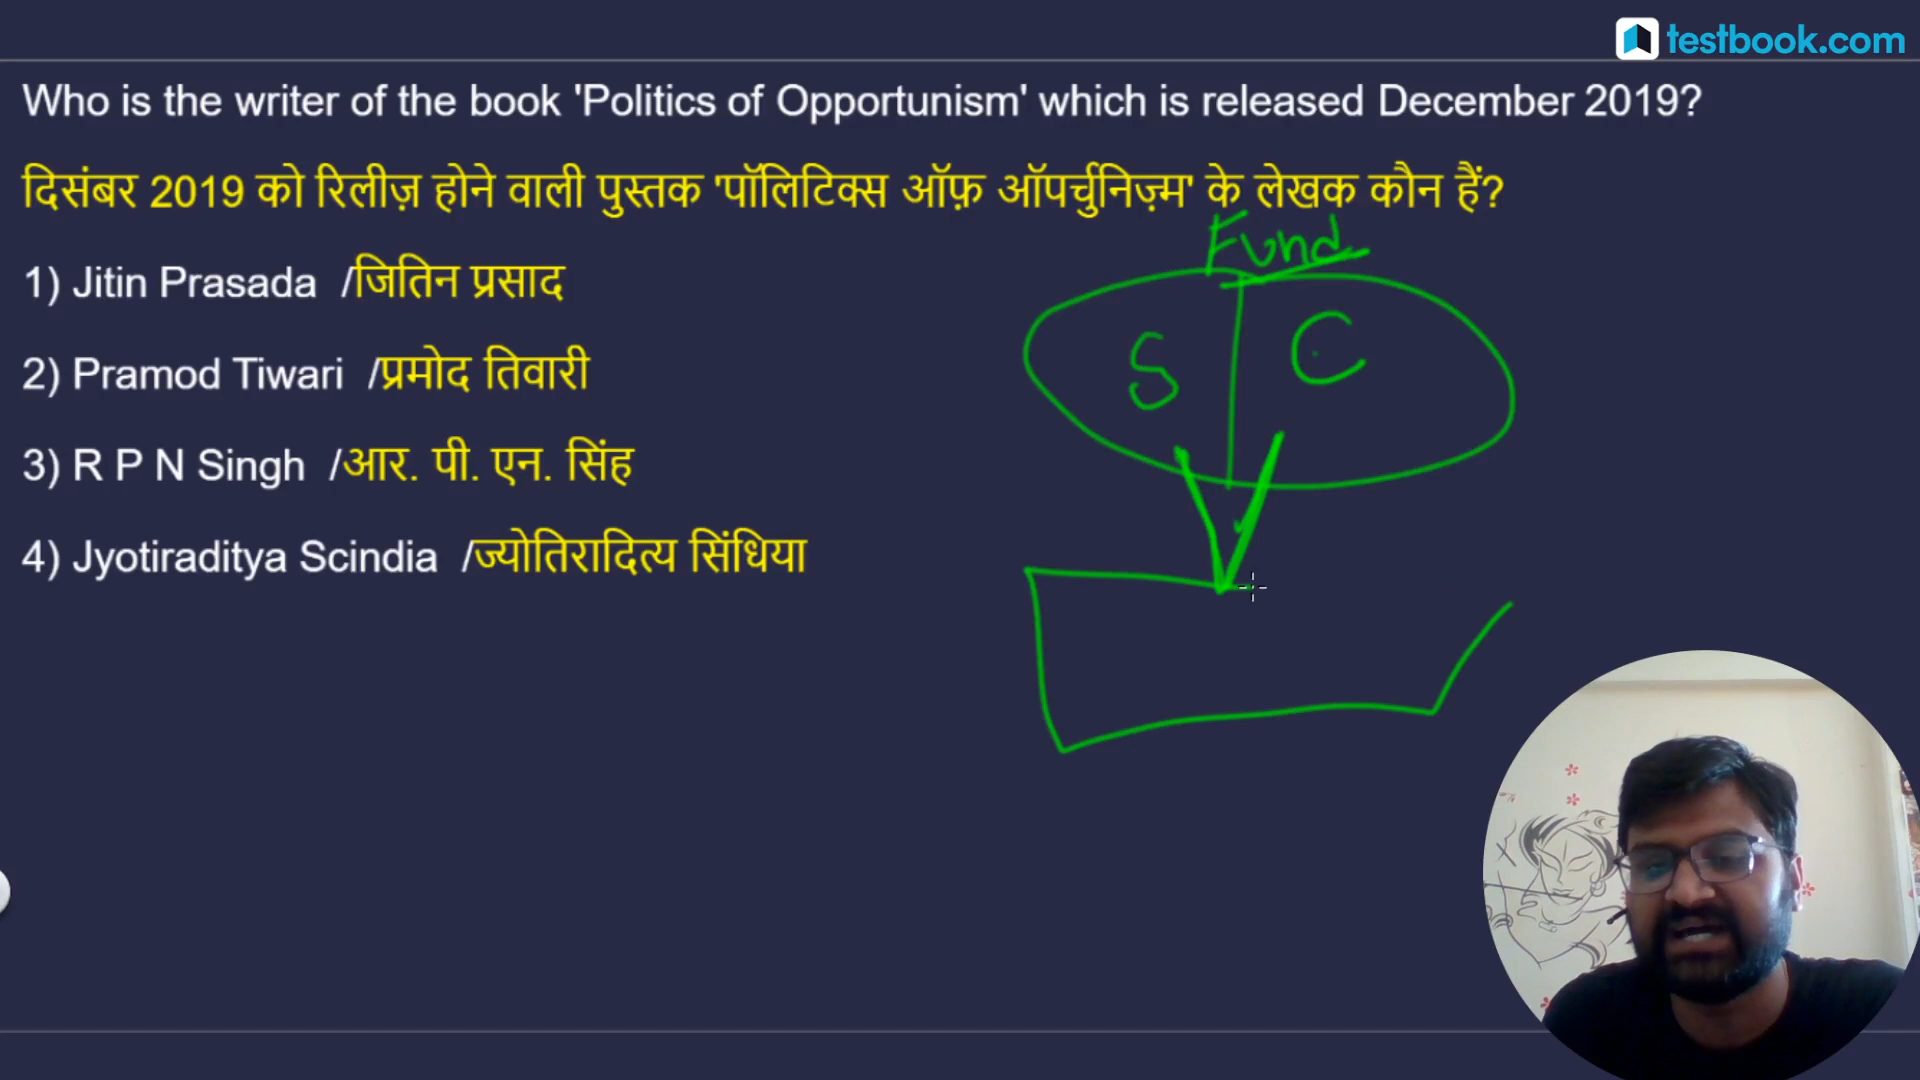 testbook.com
Who is the writer of the book 'Politics of Opportunism' which is released December 2019?
दिसंबर 2019 को रिलीज़ होने वाली पुस्तक 'पॉलिटिक्स ऑफ़ ऑपर्चुनिज़्म' के लेखक कौन हैं?
Fund
1) Jitin Prasada /जितिन प्रसाद
S C
2) Pramod Tiwari /प्रमोद तिवारी
3) R P N Singh /आर. पी. एन. सिंह
4) Jyotiraditya Scindia /ज्योतिरादित्य सिंधिया